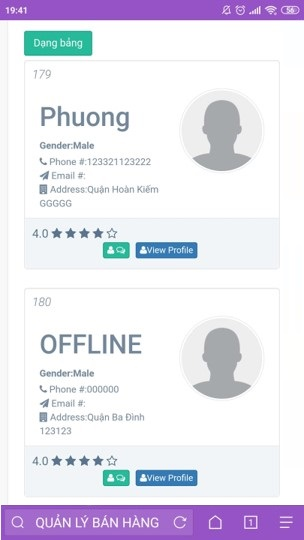 19:41
56
Dạng bảng
179
Phuong
Gender:Male
Phone #:123321123222
Email #:
Address:Quận Hoàn Kiếm
GGGGG
4.0
View Profile
180
OFFLINE
Gender:Male
Phone #:000000
Email #:
Address:Quận Ba Đình
123123
4.0
View Profile
QUẢN LÝ BÁN HÀNG
1